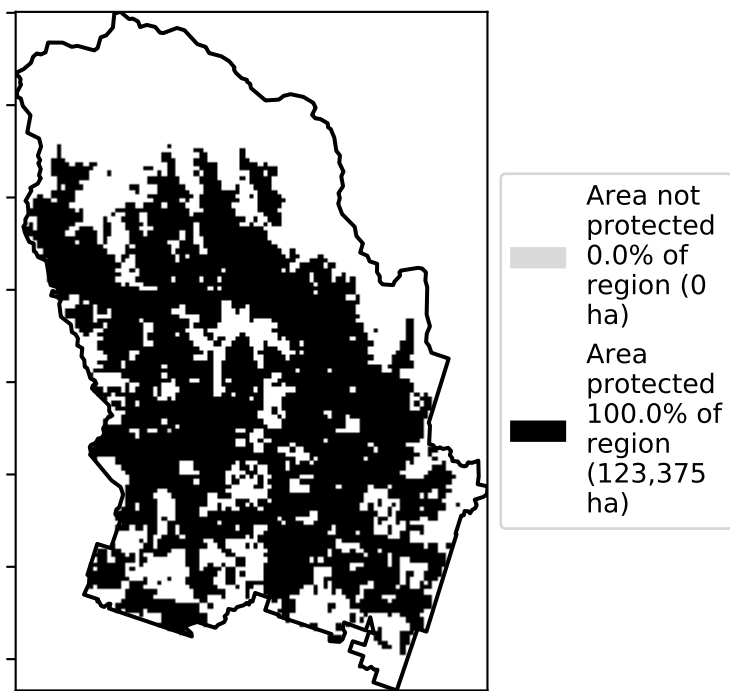 Area not
protected
0.0% of
region (0
ha)
Area
protected
100.0% of
region
(123,375
ha)